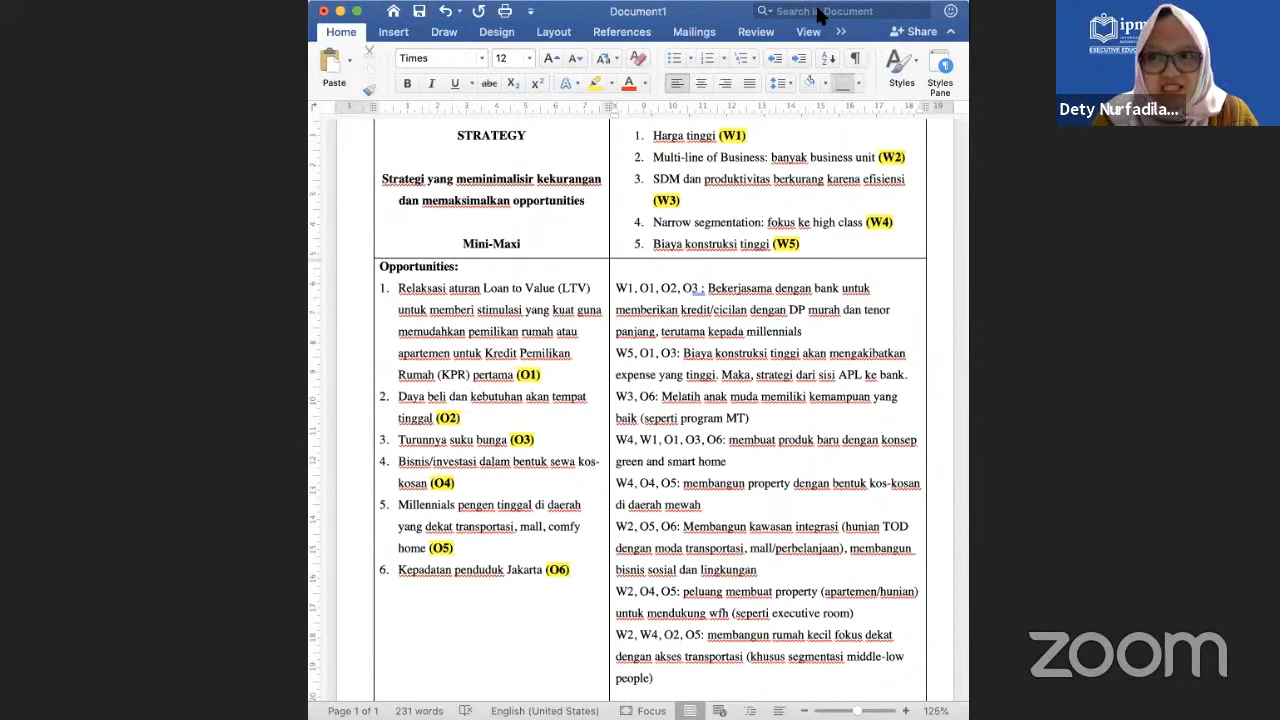 Document1
Search in Document
Home Insert Draw Design Layout References Mailings Review View Share
Paste
Times 12
Styles Styles Pane
STRATEGY
Strategi yang meminimalisir kekurangan
dan memaksimalkan opportunities
Mini-Maxi
1. Harga tinggi (W1)
2. Multi-line of Business: banyak business unit (W2)
3. SDM dan produktivitas berkurang karena efisiensi
(W3)
4. Narrow segmentation: fokus ke high class (W4)
5. Biaya konstruksi tinggi (W5)
Opportunities:
1. Relaksasi aturan Loan to Value (LTV)
untuk memberi stimulasi yang kuat guna
memudahkan pemilikan rumah atau
apartemen untuk Kredit Pemilikan
Rumah (KPR) pertama (O1)
2. Daya beli dan kebutuhan akan tempat
tinggal (O2)
3. Turunnya suku bunga (O3)
4. Bisnis/investasi dalam bentuk sewa kos-
kosan (O4)
5. Millennials pengen tinggal di daerah
yang dekat transportasi, mall, comfy
home (O5)
6. Kepadatan penduduk Jakarta (O6)
W1, O1, O2, O3 : Bekerjasama dengan bank untuk
memberikan kredit/cicilan dengan DP murah dan tenor
panjang, terutama kepada millennials
W5, O1, O3: Biaya konstruksi tinggi akan mengakibatkan
expense yang tinggi. Maka, strategi dari sisi APL ke bank.
W3, O6: Melatih anak muda memiliki kemampuan yang
baik (seperti program MT)
W4, W1, O1, O3, O6: membuat produk baru dengan konsep
green and smart home
W4, O4, O5: membangun property dengan bentuk kos-kosan
di daerah mewah
W2, O5, O6: Membangun kawasan integrasi (hunian TOD
dengan moda transportasi, mall/perbelanjaan), membangun
bisnis sosial dan lingkungan
W2, O4, O5: peluang membuat property (apartemen/hunian)
untuk mendukung wfh (seperti executive room)
W2, W4, O2, O5: membangun rumah kecil fokus dekat
dengan akses transportasi (khusus segmentasi middle-low
people)
Page 1 of 1 231 words English (United States) Focus 126%
ipm
EXECUTIVE EDUC
Dety Nurfadila...
zoom